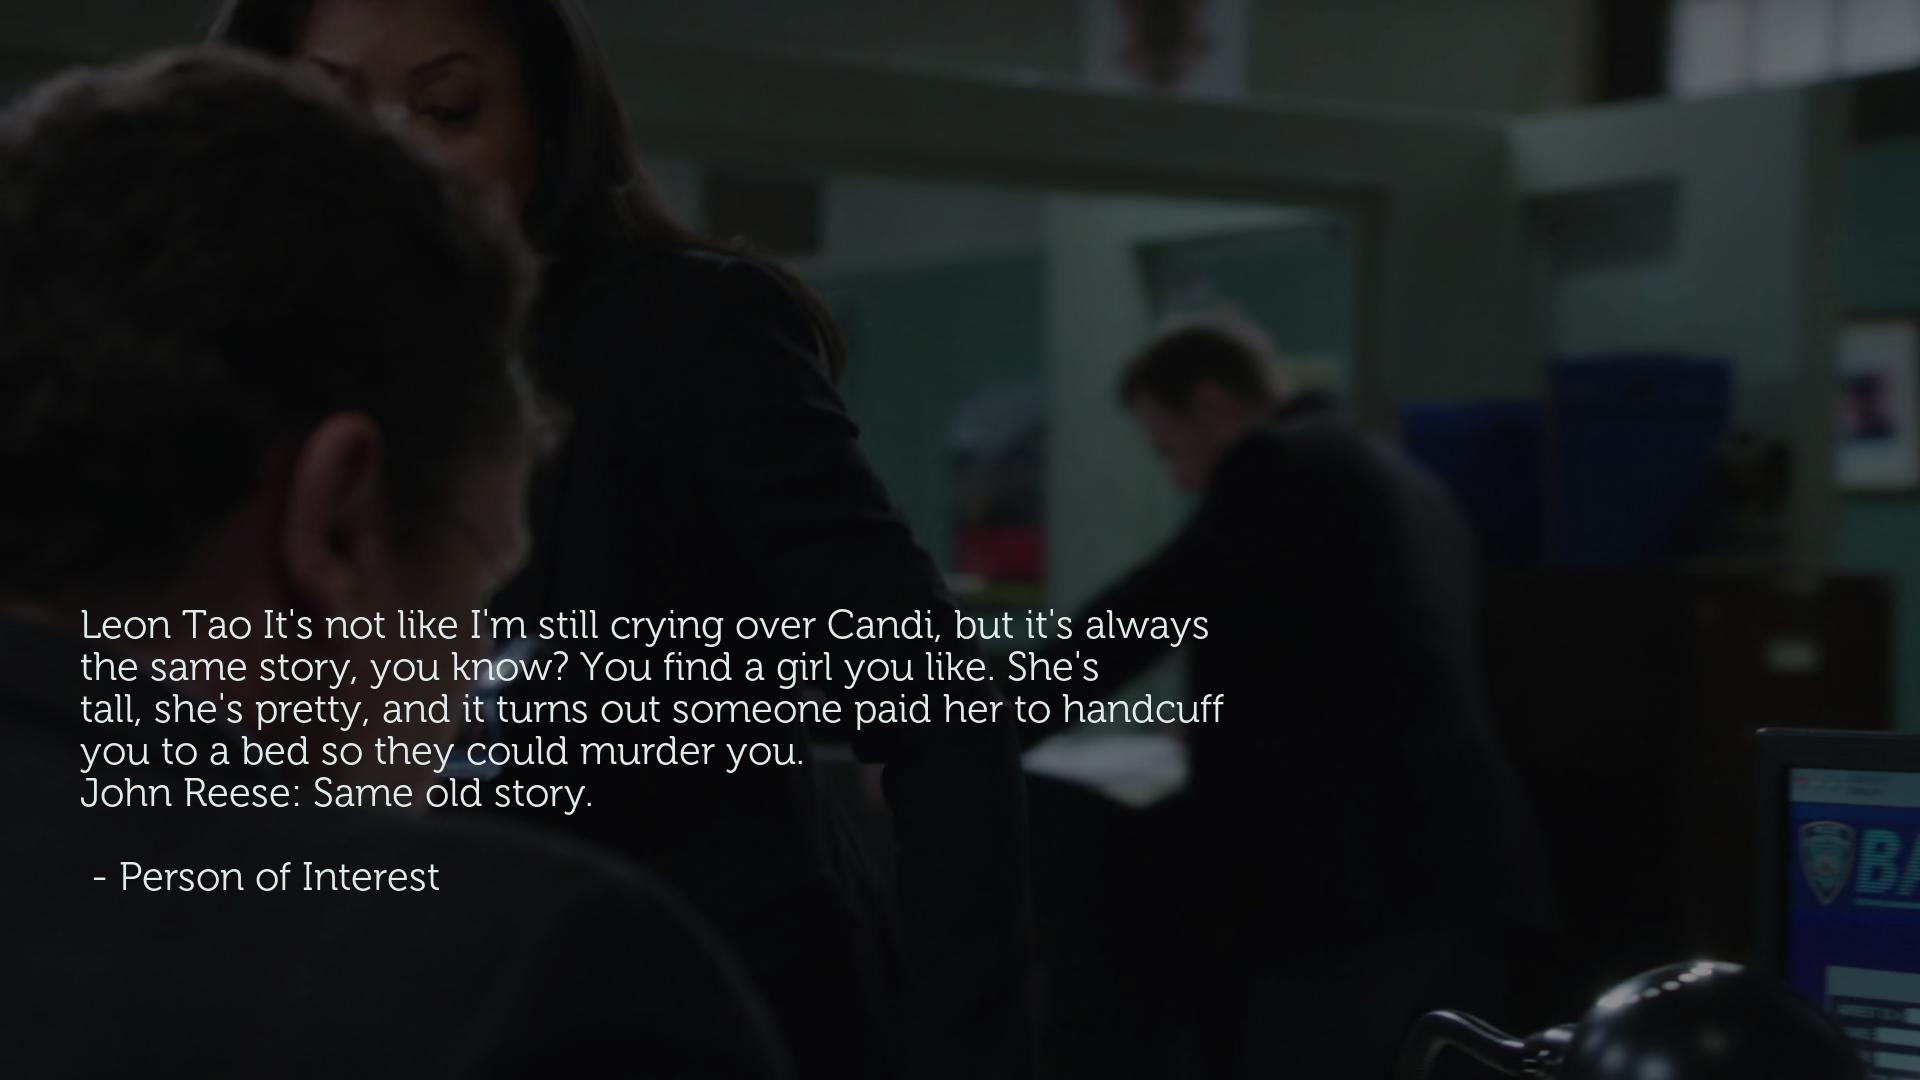 Leon Tao It's not like I'm still crying over Candi, but it's always
the same story, you know? You find a girl you like. She's
tall, she's pretty, and it turns out someone paid her to handcuff
you to a bed so they could murder you.
John Reese: Same old story.
- Person of Interest
BA